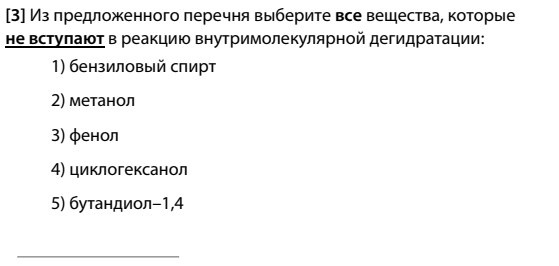 [3] Из предложенного перечня выберите все вещества, которые
не вступают в реакцию внутримолекулярной дегидратации:
1) бензиловый спирт
2) метанол
3) фенол
4) циклогексанол
5) бутандиол–1,4